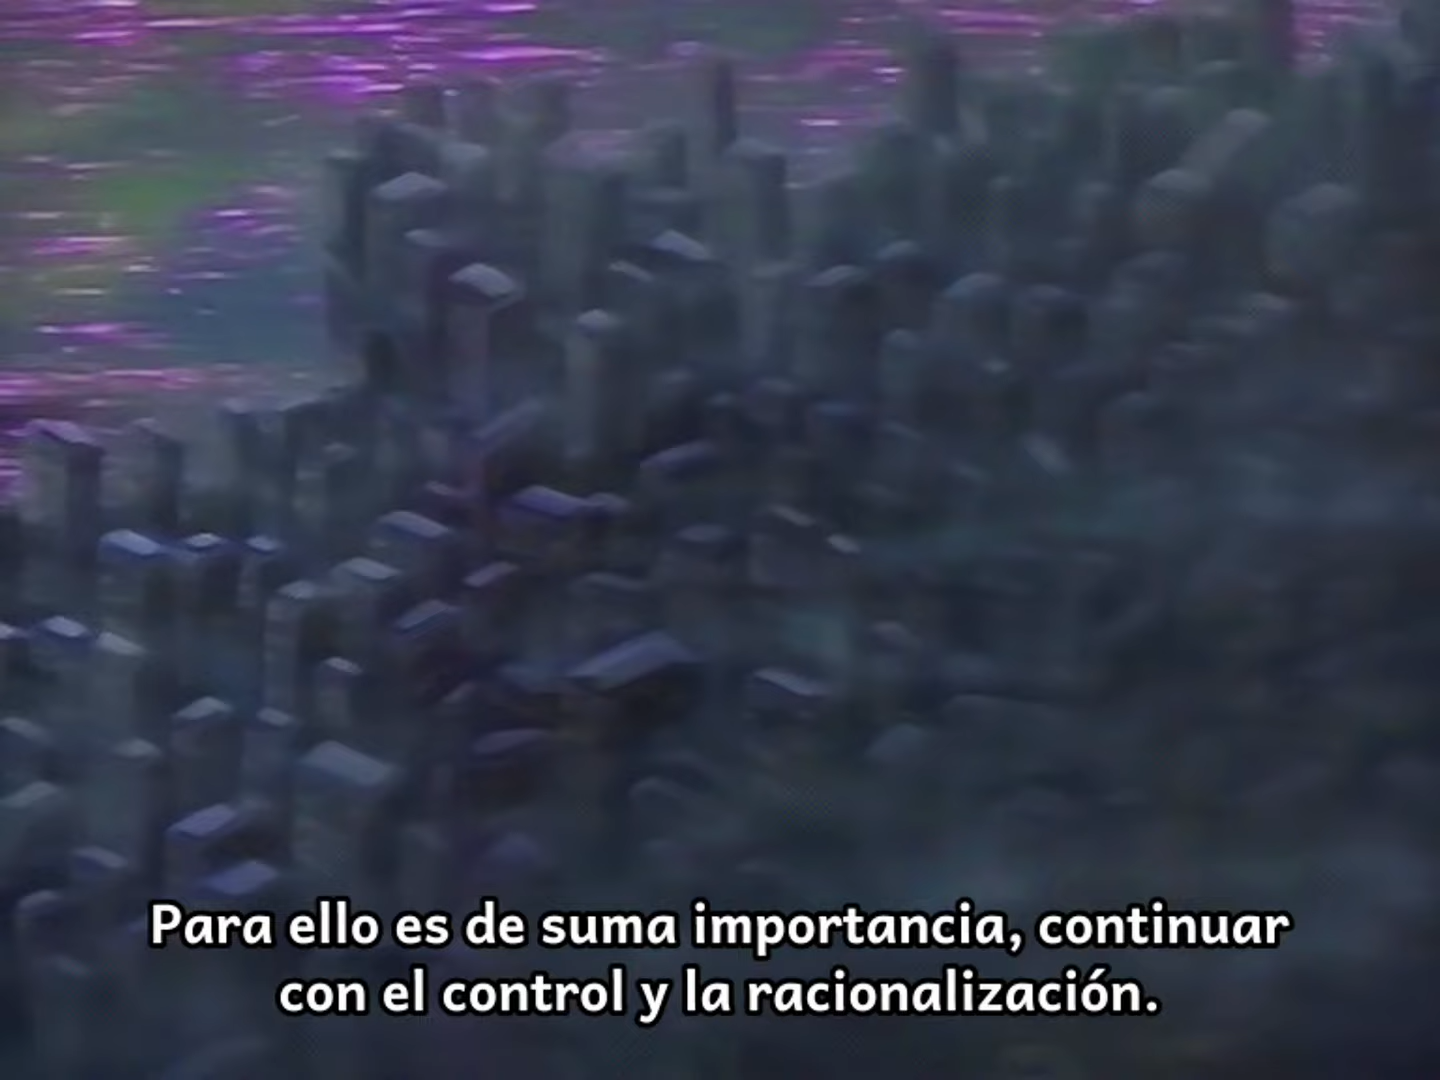 Para ello es de suma importancia, continuar
con el control y la racionalización.